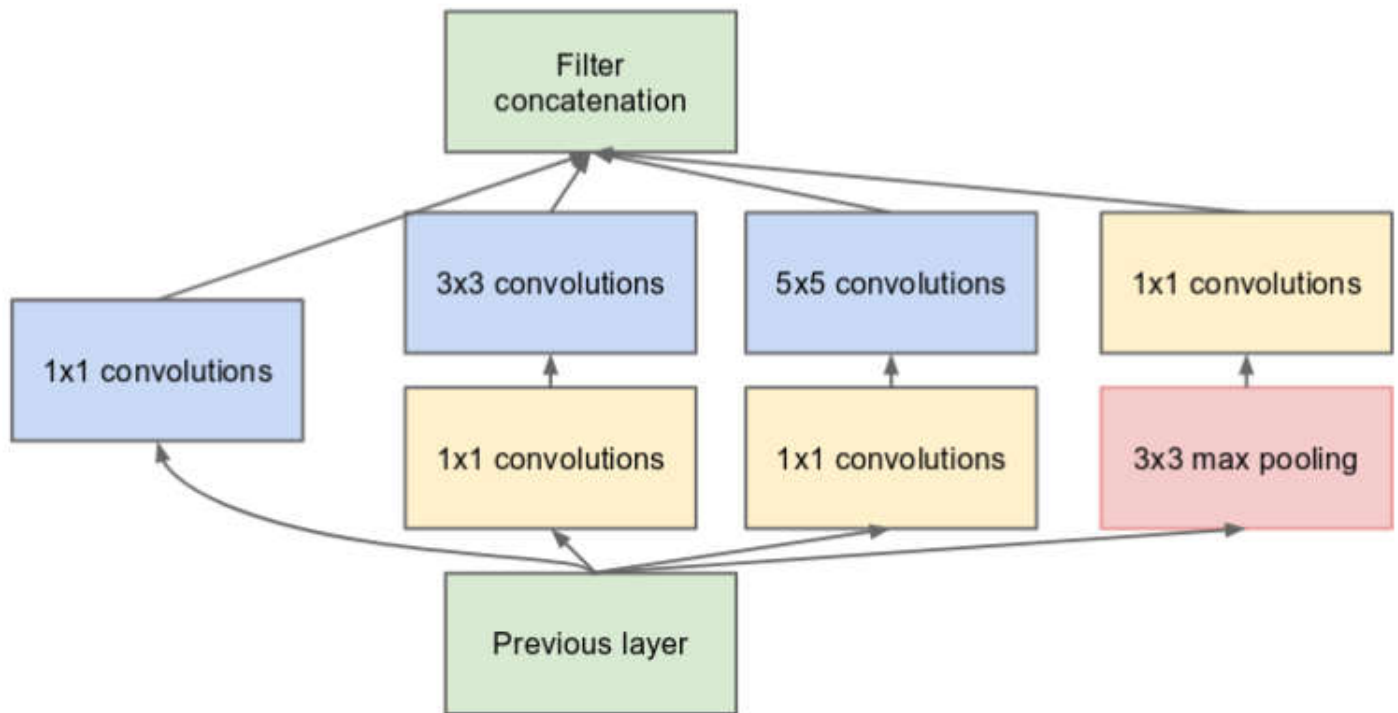 Filter
concatenation
3x3 convolutions
5x5 convolutions
1x1 convolutions
1x1 convolutions
1x1 convolutions
1x1 convolutions
3x3 max pooling
Previous layer